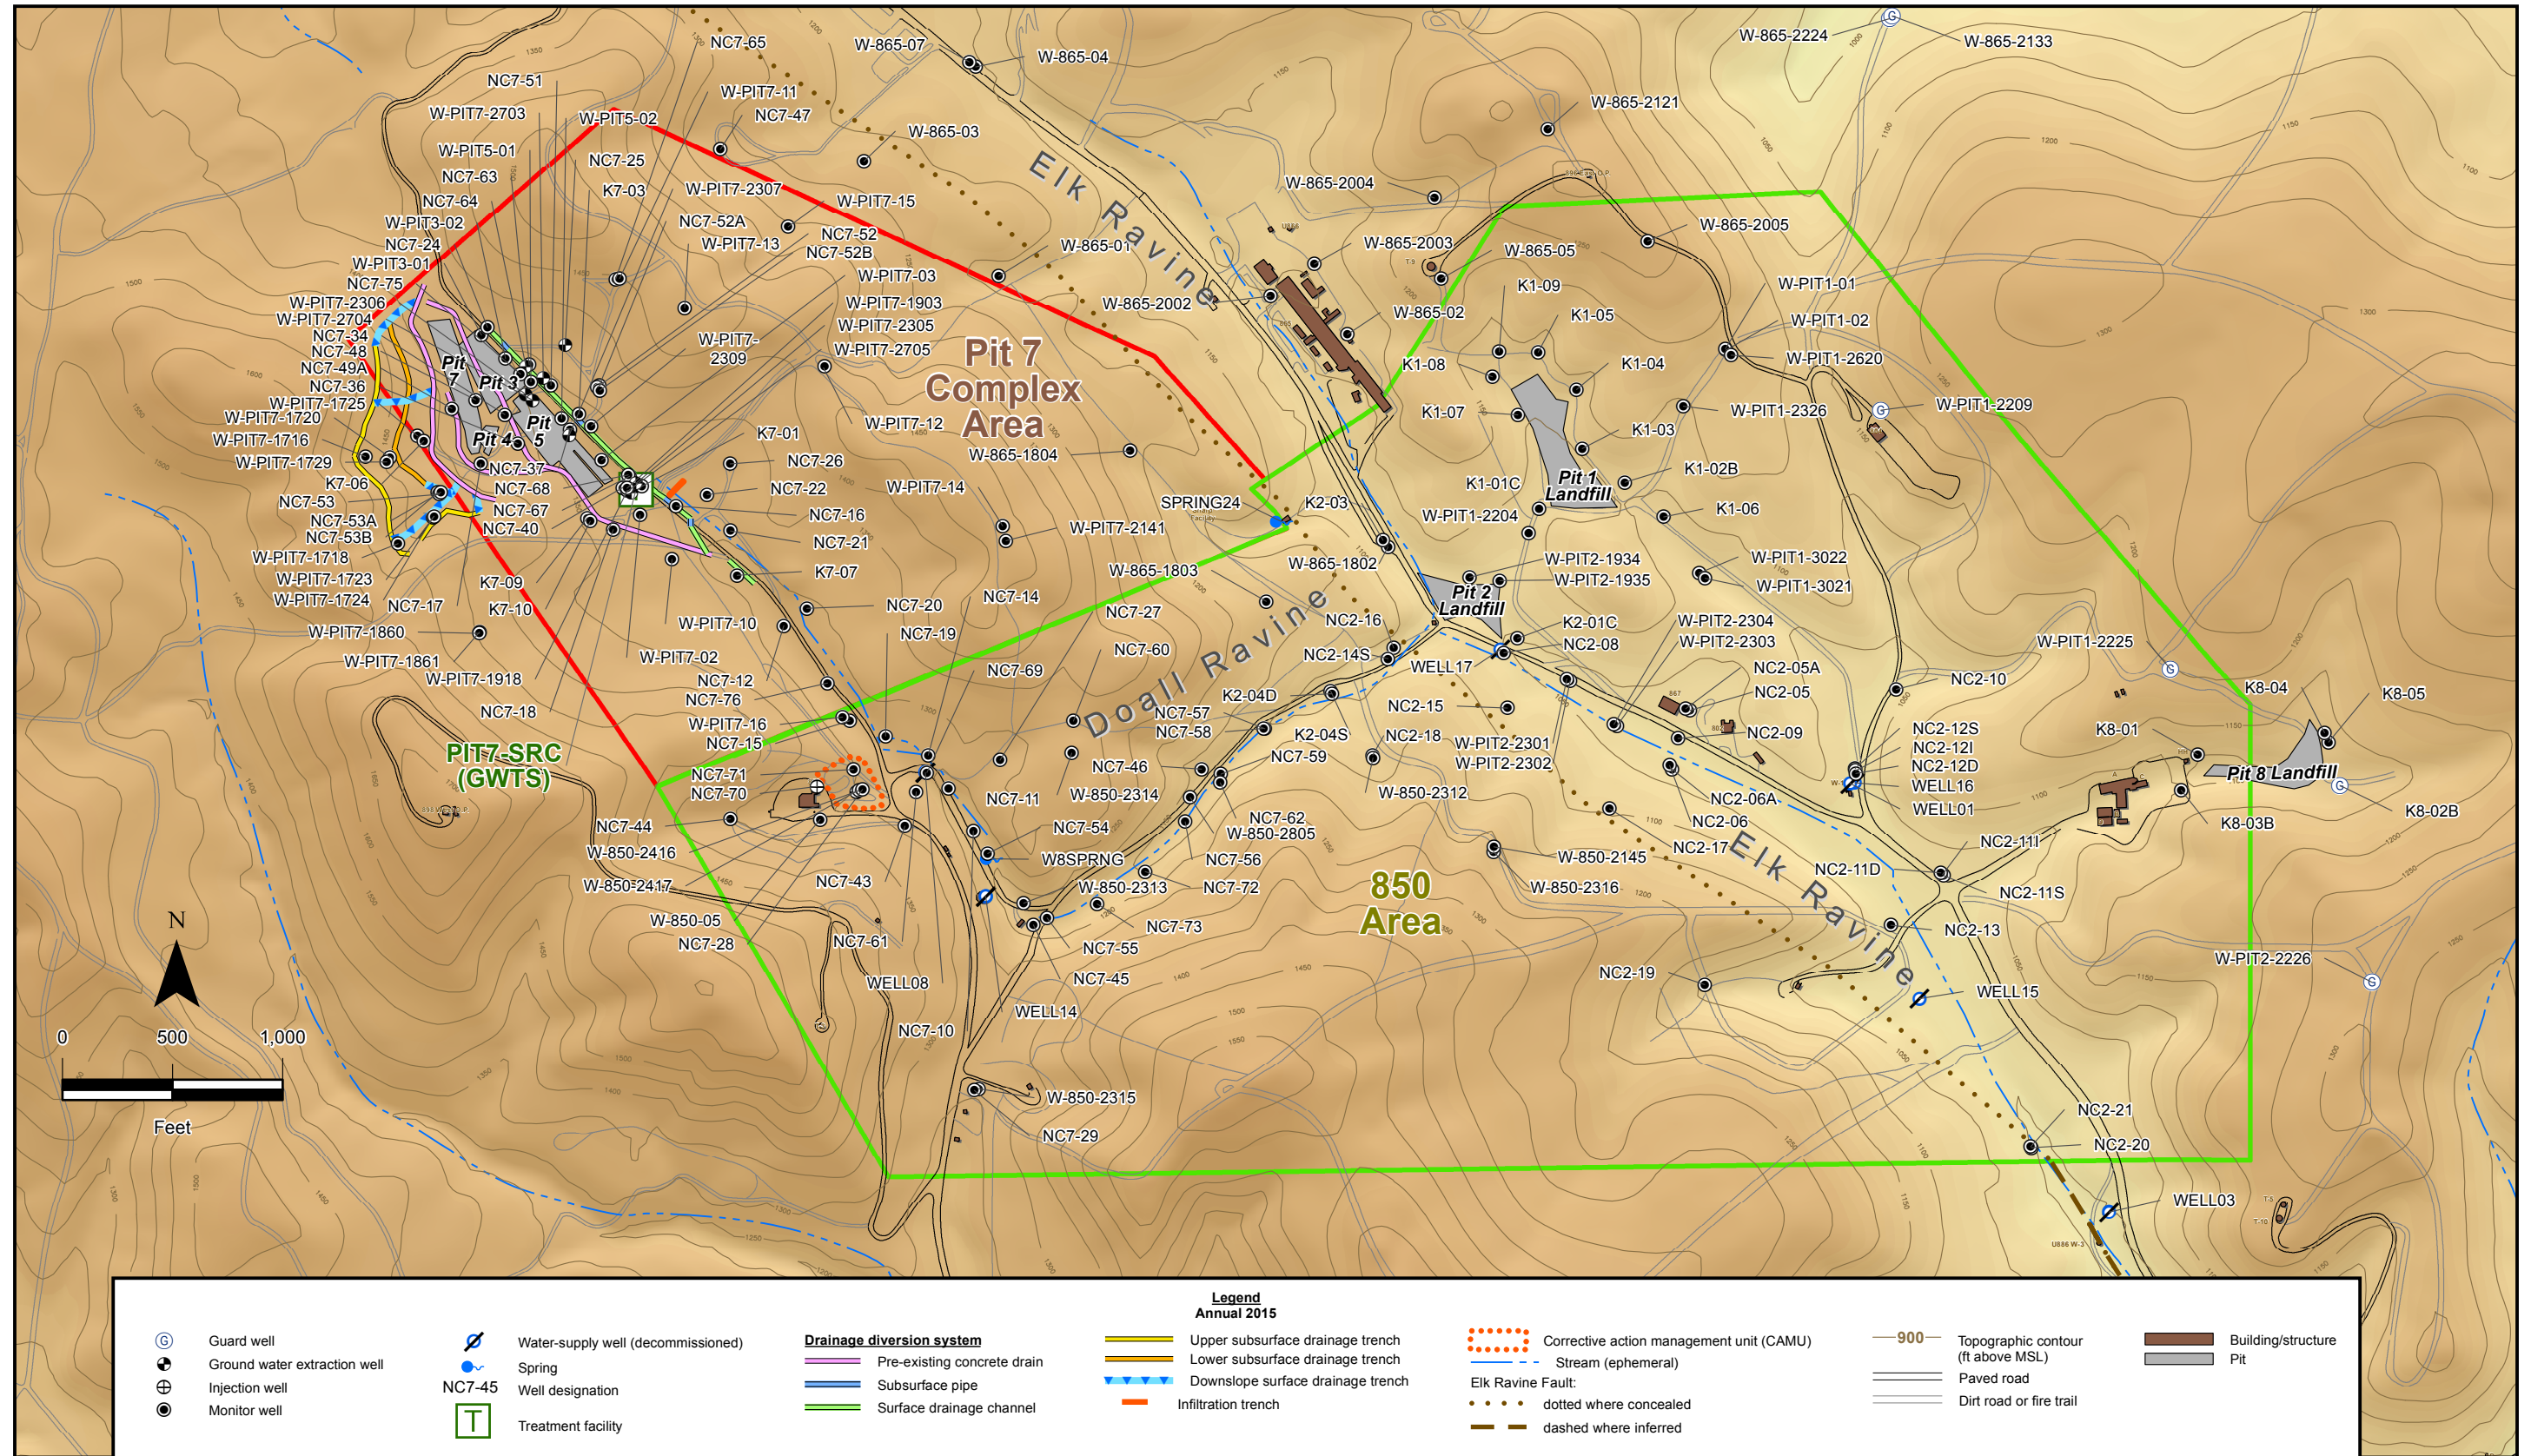 NC7-65
W-865-07
W-865-04
W-865-2224
W-865-2133
NC7-51
W-PIT7-11
W-PIT7-2703
W-PIT5-02
NC7-47
W-865-03
W-865-2121
W-PIT5-01
NC7-25
NC7-63
K7-03
W-PIT7-2307
W-865-2004
NC7-64
W-PIT7-15
W-PIT3-02
NC7-52A
NC7-52
W-865-2005
NC7-24
W-PIT7-13
NC7-52B
W-865-01
W-865-2003
W-865-05
W-PIT3-01
W-PIT7-03
NC7-75
K1-09
W-PIT1-01
W-PIT7-2306
W-PIT7-1903
W-865-2002
W-865-02
K1-05
W-PIT7-2704
W-PIT7-2305
W-PIT1-02
NC7-34
W-PIT7-2309
W-PIT7-2705
NC7-48
K1-08
K1-04
W-PIT1-2620
NC7-49A
NC7-36
W-PIT7-1725
W-PIT7-1720
W-PIT7-12
K1-07
W-PIT1-2326
W-PIT1-2209
W-PIT7-1716
K7-01
K1-03
W-PIT7-1729
NC7-37
NC7-26
W-865-1804
K1-02B
K7-06
NC7-68
NC7-22
W-PIT7-14
K1-01C
NC7-53
NC7-67
NC7-16
SPRING24
K2-03
W-PIT1-2204
K1-06
NC7-53A
NC7-40
W-PIT7-2141
NC7-53B
NC7-21
W-PIT7-1718
W-865-1803
W-865-1802
W-PIT2-1934
W-PIT1-3022
W-PIT7-1723
K7-09
K7-07
W-PIT2-1935
W-PIT1-3021
W-PIT7-1724
NC7-17
K7-10
NC7-20
NC7-14
NC7-27
W-PIT7-1860
W-PIT7-10
NC7-19
NC2-16
K2-01C
W-PIT2-2304
W-PIT7-1861
W-PIT7-02
NC7-60
NC2-14S
NC2-08
W-PIT2-2303
W-PIT1-2225
W-PIT7-1918
NC7-12
NC7-69
WELL17
NC2-05A
NC2-10
NC7-18
NC7-76
K2-04D
NC2-05
K8-04
K8-05
W-PIT7-16
NC7-57
NC2-15
NC7-15
NC7-58
K2-04S
NC2-18
W-PIT2-2301
NC2-09
NC2-12S
K8-01
NC7-71
NC7-46
NC7-59
W-PIT2-2302
NC2-12I
NC2-12D
NC7-70
NC7-11
W-850-2314
W-850-2312
NC2-06A
WELL16
NC7-44
NC7-54
NC7-62
NC2-06
WELL01
K8-03B
K8-02B
W-850-2416
W8SPRNG
W-850-2805
W-850-2145
NC2-17
NC2-11I
W-850-2417
NC7-43
W-850-2313
NC7-56
NC7-72
W-850-2316
NC2-11D
NC2-11S
W-850-05
NC7-73
NC2-13
NC7-28
NC7-61
NC7-55
W-PIT2-2226
WELL08
NC7-45
NC2-19
WELL15
NC7-10
WELL14
W-850-2315
NC7-29
NC2-21
NC2-20
WELL03
Elk Ravine
Doall Ravine
Elk Ravine
Pit 7
Complex
Area
850
Area
PIT7-SRC
(GWTS)
Pit
7
Pit 3
Pit 4
Pit
5
Pit 1
Landfill
Pit 2
Landfill
Pit 8 Landfill
N
0 500 1,000
Feet
Legend
Annual 2015
G Guard well
Ground water extraction well
Injection well
Monitor well
Water-supply well (decommissioned)
Spring
NC7-45 Well designation
T Treatment facility
Drainage diversion system
Pre-existing concrete drain
Subsurface pipe
Surface drainage channel
Upper subsurface drainage trench
Lower subsurface drainage trench
Downslope surface drainage trench
Infiltration trench
Corrective action management unit (CAMU)
Stream (ephemeral)
Elk Ravine Fault:
dotted where concealed
dashed where inferred
900 Topographic contour
(ft above MSL)
Paved road
Dirt road or fire trail
Building/structure
Pit